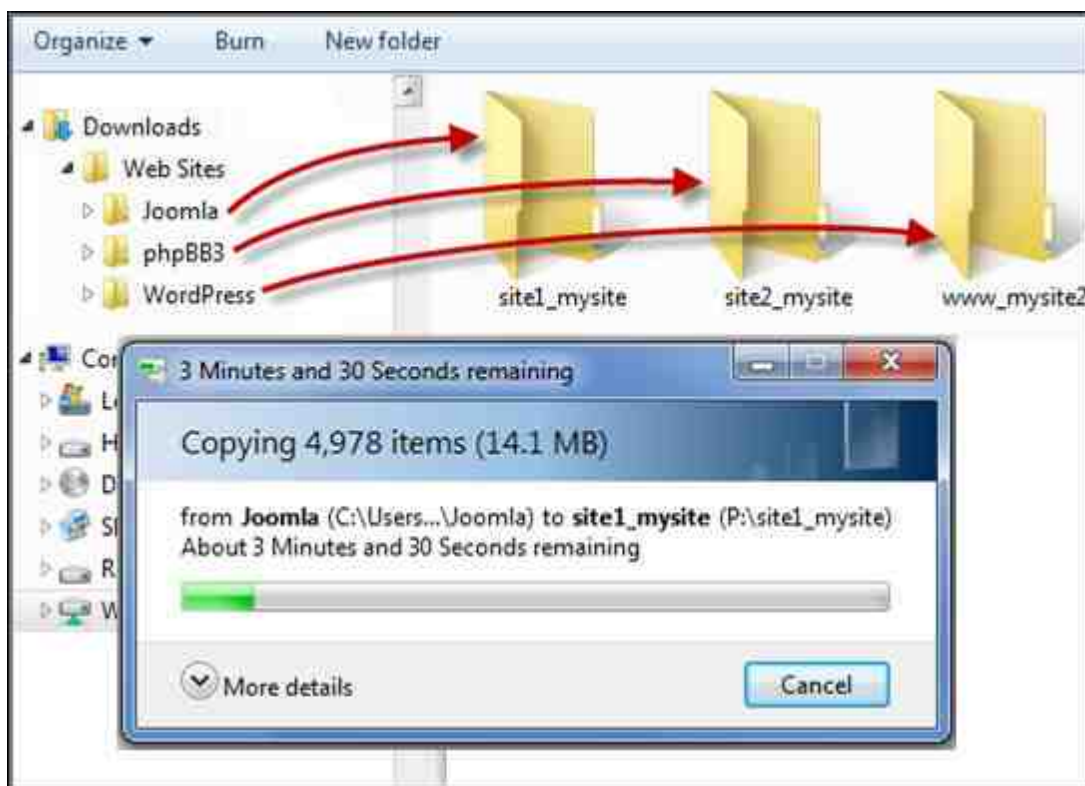 Organize Burn New folder
Downloads
Web Sites
Joomla
phpBB3
WordPress
site1_mysite site2_mysite www_mysite2
3 Minutes and 30 Seconds remaining
Copying 4,978 items (14.1 MB)
from Joomla (C:\Users...\Joomla) to site1_mysite (P:\site1_mysite)
About 3 Minutes and 30 Seconds remaining
More details Cancel